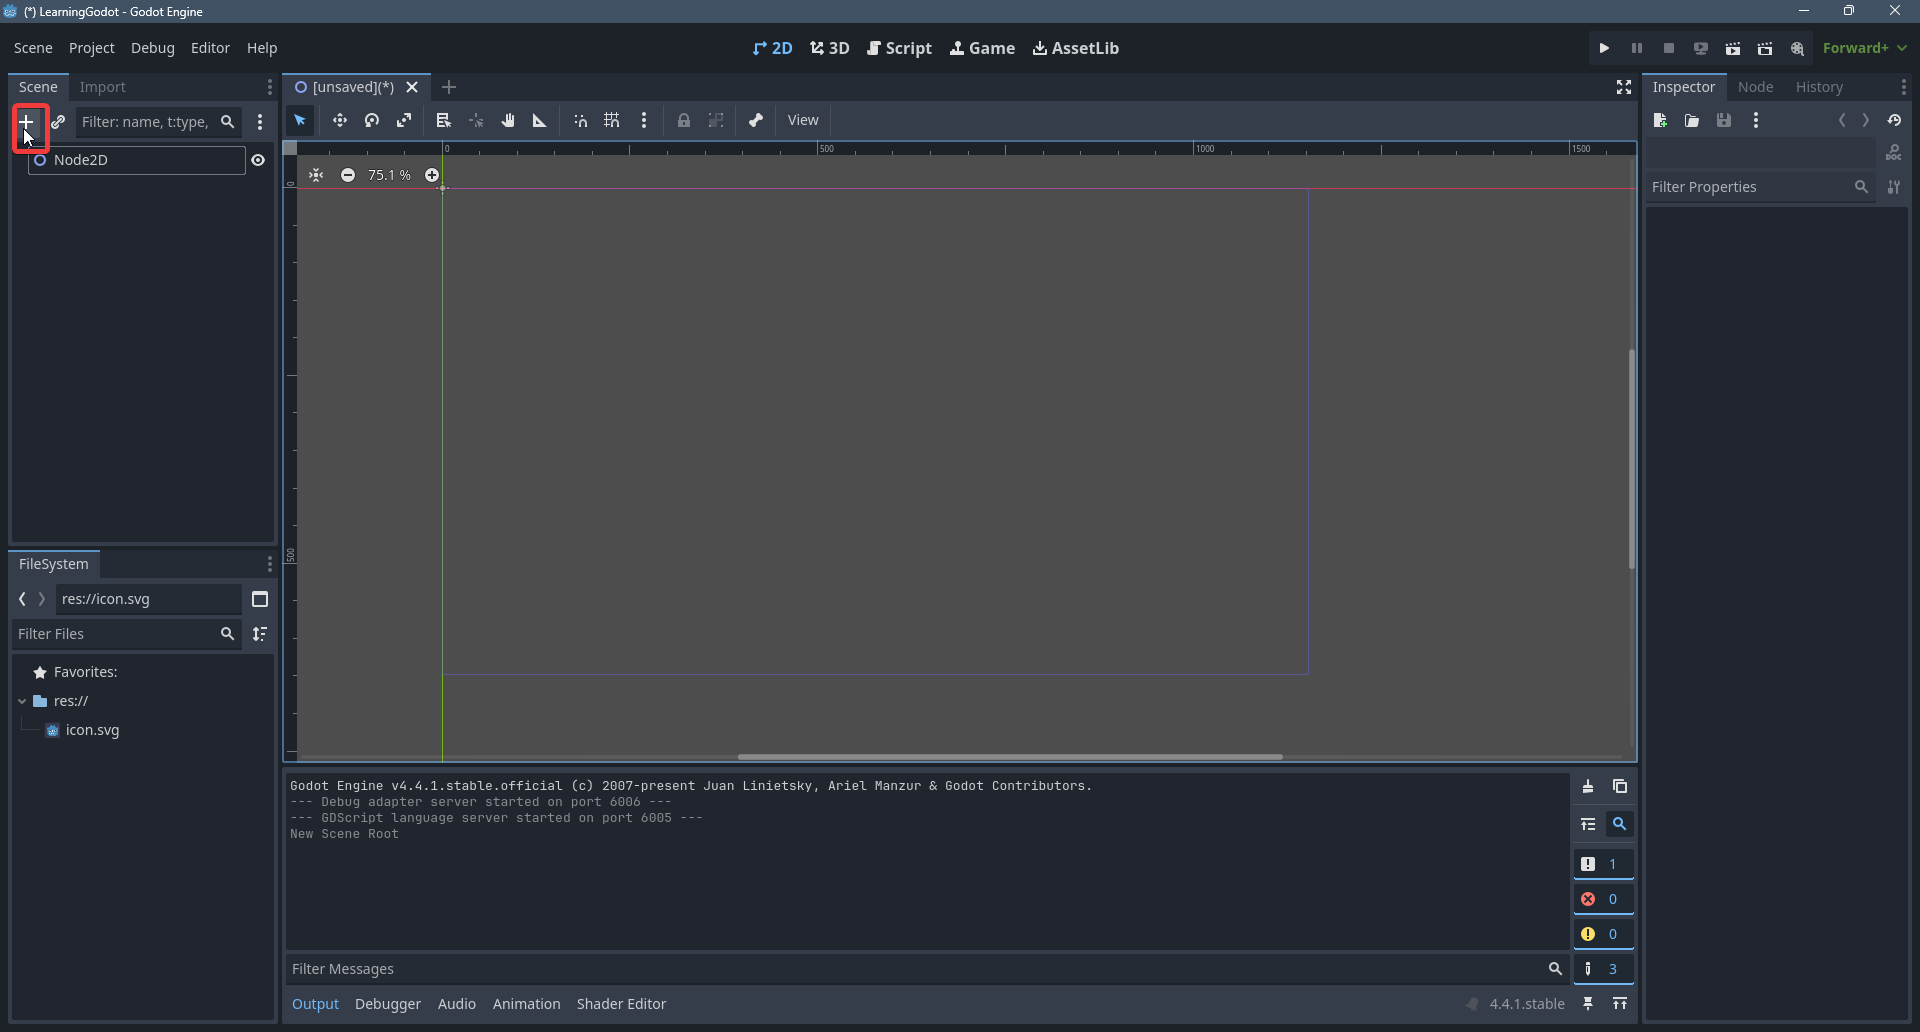 (*) LearningGodot - Godot Engine
Scene Project Debug Editor Help
2D 3D Script Game AssetLib
Forward+
Scene Import
[unsaved](*)
Inspector Node History
Filter: name, t:type,
View
DOC
Node2D
0 500 1000 1500
75.1 %
0
500
Filter Properties
FileSystem
res://icon.svg
Filter Files
Favorites:
res://
icon.svg
Godot Engine v4.4.1.stable.official (c) 2007-present Juan Linietsky, Ariel Manzur & Godot Contributors.
--- Debug adapter server started on port 6006 ---
--- GDScript language server started on port 6005 ---
New Scene Root
1
0
0
3
Filter Messages
Output Debugger Audio Animation Shader Editor
4.4.1.stable